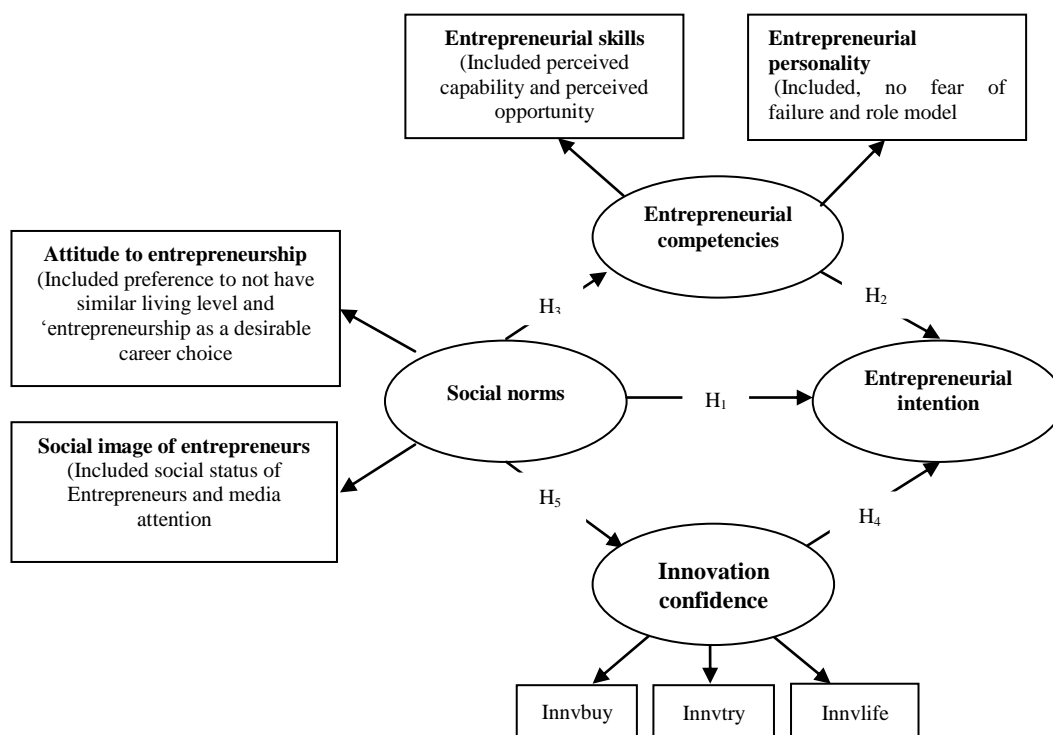 Entrepreneurial skills
(Included perceived
capability and perceived
opportunity
Entrepreneurial
personality
(Included, no fear of
failure and role model
Entrepreneurial
competencies
Attitude to entrepreneurship
(Included preference to not have
similar living level and
‘entrepreneurship as a desirable
career choice
H3
H2
Social norms
H1
Entrepreneurial
intention
Social image of entrepreneurs
(Included social status of
Entrepreneurs and media
attention
H5
H4
Innovation
confidence
Innvbuy
Innvtry
Innvlife